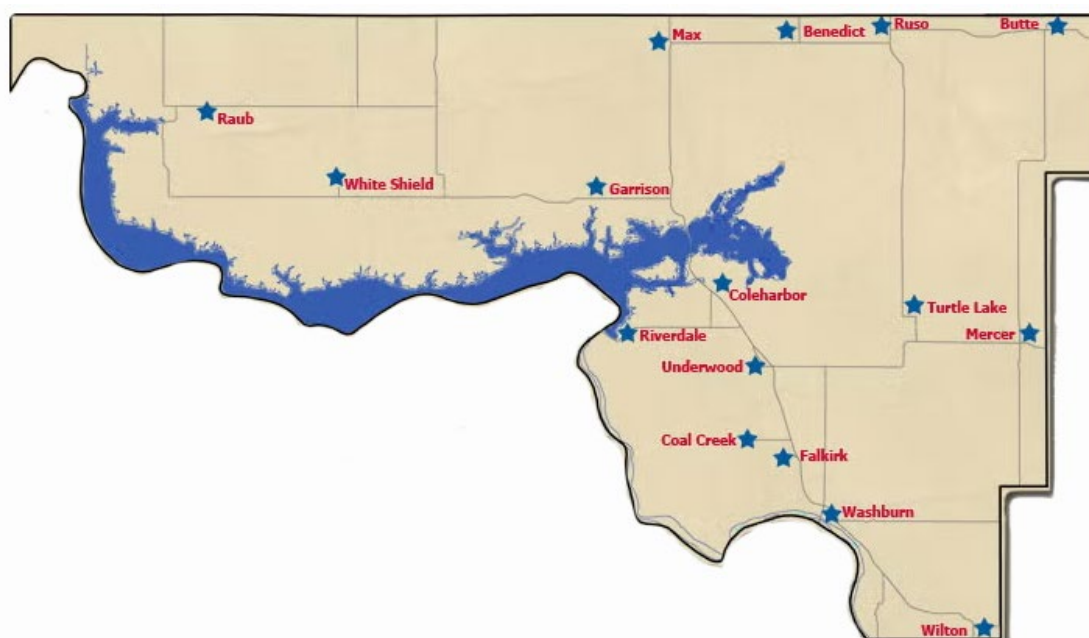 Max
Benedict
Ruso
Butte
Raub
White Shield
Garrison
Coleharbor
Turtle Lake
Riverdale
Mercer
Underwood
Coal Creek
Falkirk
Washburn
Wilton